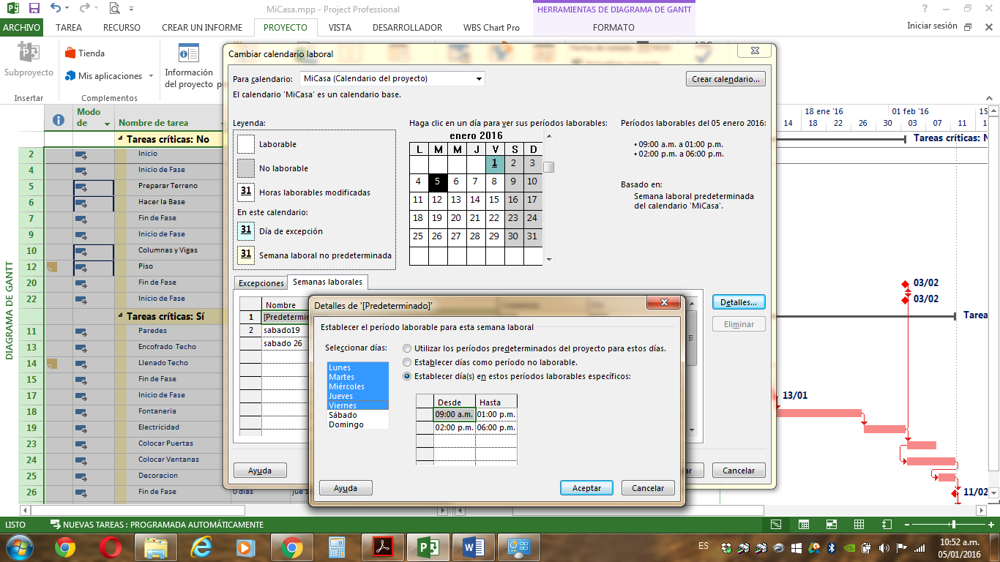 MiCasa.mpp - Project Professional
HERRAMIENTAS DE DIAGRAMA DE GANTT
ARCHIVO TAREA RECURSO CREAR UN INFORME PROYECTO VISTA DESARROLLADOR WBS Chart Pro FORMATO Iniciar sesión
Subproyecto
Tienda
Mis aplicaciones
Información
del proyecto
Insertar Complementos
Cambiar calendario laboral
Para calendario: MiCasa (Calendario del proyecto) Crear calendario...
El calendario 'MiCasa' es un calendario base.
Leyenda:
Laborable
No laborable
31 Horas laborables modificadas
En este calendario:
31 Día de excepción
31 Semana laboral no predeterminada
Haga clic en un día para ver sus períodos laborables:
enero 2016
L M M J V S D
1 2 3
4 5 6 7 8 9 10
11 12 13 14 15 16 17
18 19 20 21 22 23 24
25 26 27 28 29 30 31
Períodos laborables del 05 enero 2016:
• 09:00 a.m. a 01:00 p.m.
• 02:00 p.m. a 06:00 p.m.
Basado en:
Semana laboral predeterminada
del calendario 'MiCasa'.
Excepciones Semanas laborales
Nombre
1 [Predetermin
2 sabado19
sabado 26
Detalles...
Eliminar
Ayuda Cancelar
Detalles de '[Predeterminado]'
Establecer el período laborable para esta semana laboral
Seleccionar días:
Lunes
Martes
Miércoles
Jueves
Viernes
Sábado
Domingo
Utilizar los períodos predeterminados del proyecto para estos días.
Establecer días como período no laborable.
Establecer día(s) en estos períodos laborables específicos:
Desde Hasta
09:00 a.m. 01:00 p.m.
02:00 p.m. 06:00 p.m.
Ayuda Aceptar Cancelar
DIAGRAMA DE GANTT
Modo
de
Nombre de tarea
Tareas críticas: No
2 Inicio
4 Inicio de Fase
5 Preparar Terreno
6 Hacer la Base
7 Fin de Fase
9 Inicio de Fase
10 Columnas y Vigas
12 Piso
20 Fin de Fase
22 Inicio de Fase
Tareas críticas: Sí
11 Paredes
13 Encofrado Techo
14 Llenado Techo
15 Fin de Fase
17 Inicio de Fase
18 Fontaneria
19 Electricidad
23 Colocar Puertas
24 Colocar Ventanas
25 Decoracion
26 Fin de Fase 0 días jue 1
18 ene '16 01 feb '16 15
14 18 22 26 30 03 07 11 15
Tareas críticas: N
03/02
03/02
Tarea
13/01
11/02
LISTO NUEVAS TAREAS : PROGRAMADA AUTOMÁTICAMENTE
ES
10:52 a.m.
05/01/2016